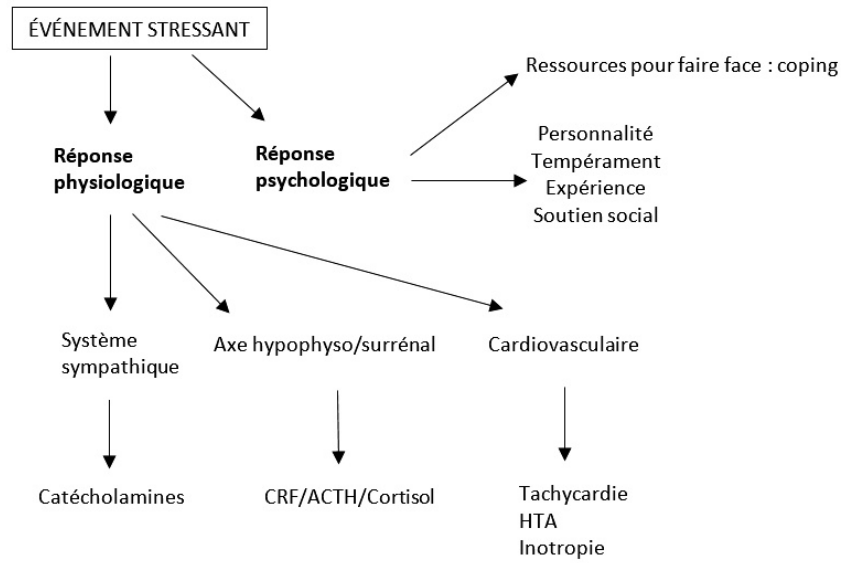 ÉVÉNEMENT STRESSANT
Ressources pour faire face : coping
Réponse
physiologique
Réponse
psychologique
Personnalité
Tempérament
Expérience
Soutien social
Système
sympathique
Axe hypophyso/surrénal
Cardiovasculaire
Catécholamines
CRF/ACTH/Cortisol
Tachycardie
HTA
Inotropie